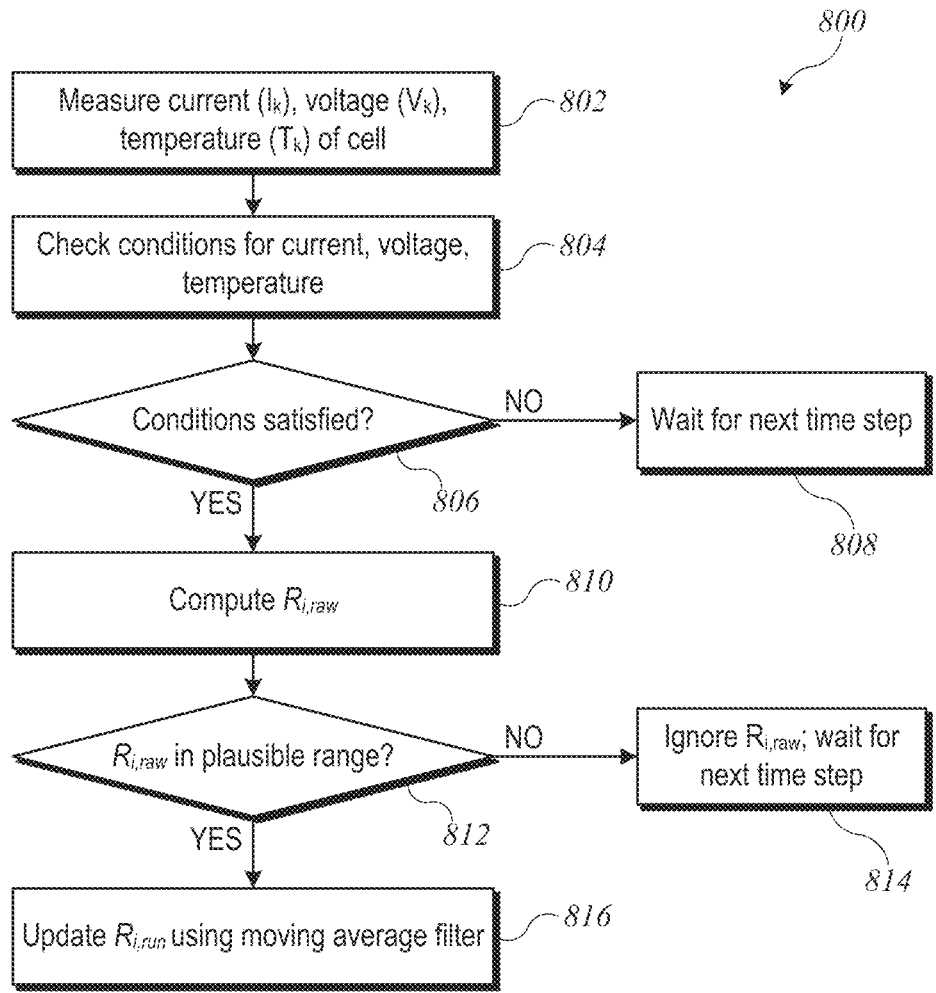 800
Measure current (Ik), voltage (Vk),
temperature (Tk) of cell
802
Check conditions for current, voltage,
temperature
804
Conditions satisfied?
NO
Wait for next time step
806
YES
808
Compute Ri,raw
810
Ri,raw in plausible range?
NO
Ignore Ri,raw; wait for
next time step
812
YES
814
Update Ri,run using moving average filter
816